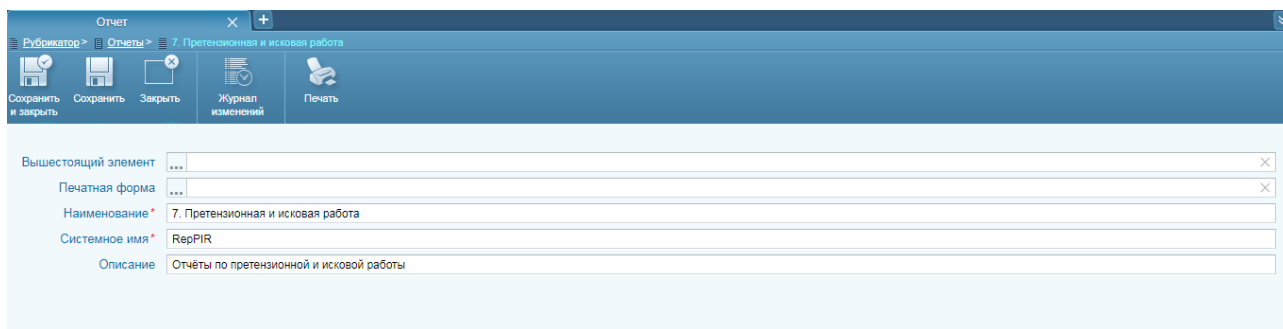 Отчет
Рубрикатор > Отчеты > 7. Претензионная и исковая работа
Сохранить и закрыть
Сохранить
Закрыть
Журнал изменений
Печать
Вышестоящий элемент ...
Печатная форма ...
Наименование* 7. Претензионная и исковая работа
Системное имя* RepPIR
Описание Отчёты по претензионной и исковой работы